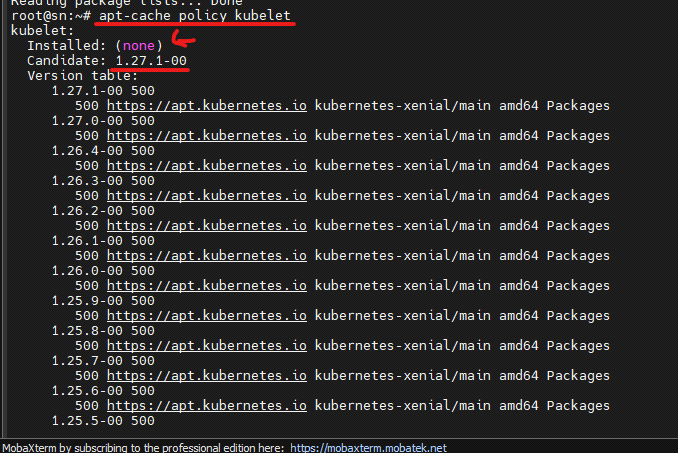 Reading package lists... Done
root@sn:~# apt-cache policy kubelet
kubelet:
Installed: (none)
Candidate: 1.27.1-00
Version table:
1.27.1-00 500
500 https://apt.kubernetes.io kubernetes-xenial/main amd64 Packages
1.27.0-00 500
500 https://apt.kubernetes.io kubernetes-xenial/main amd64 Packages
1.26.4-00 500
500 https://apt.kubernetes.io kubernetes-xenial/main amd64 Packages
1.26.3-00 500
500 https://apt.kubernetes.io kubernetes-xenial/main amd64 Packages
1.26.2-00 500
500 https://apt.kubernetes.io kubernetes-xenial/main amd64 Packages
1.26.1-00 500
500 https://apt.kubernetes.io kubernetes-xenial/main amd64 Packages
1.26.0-00 500
500 https://apt.kubernetes.io kubernetes-xenial/main amd64 Packages
1.25.9-00 500
500 https://apt.kubernetes.io kubernetes-xenial/main amd64 Packages
1.25.8-00 500
500 https://apt.kubernetes.io kubernetes-xenial/main amd64 Packages
1.25.7-00 500
500 https://apt.kubernetes.io kubernetes-xenial/main amd64 Packages
1.25.6-00 500
500 https://apt.kubernetes.io kubernetes-xenial/main amd64 Packages
1.25.5-00 500
MobaXterm by subscribing to the professional edition here: https://mobaxterm.mobatek.net